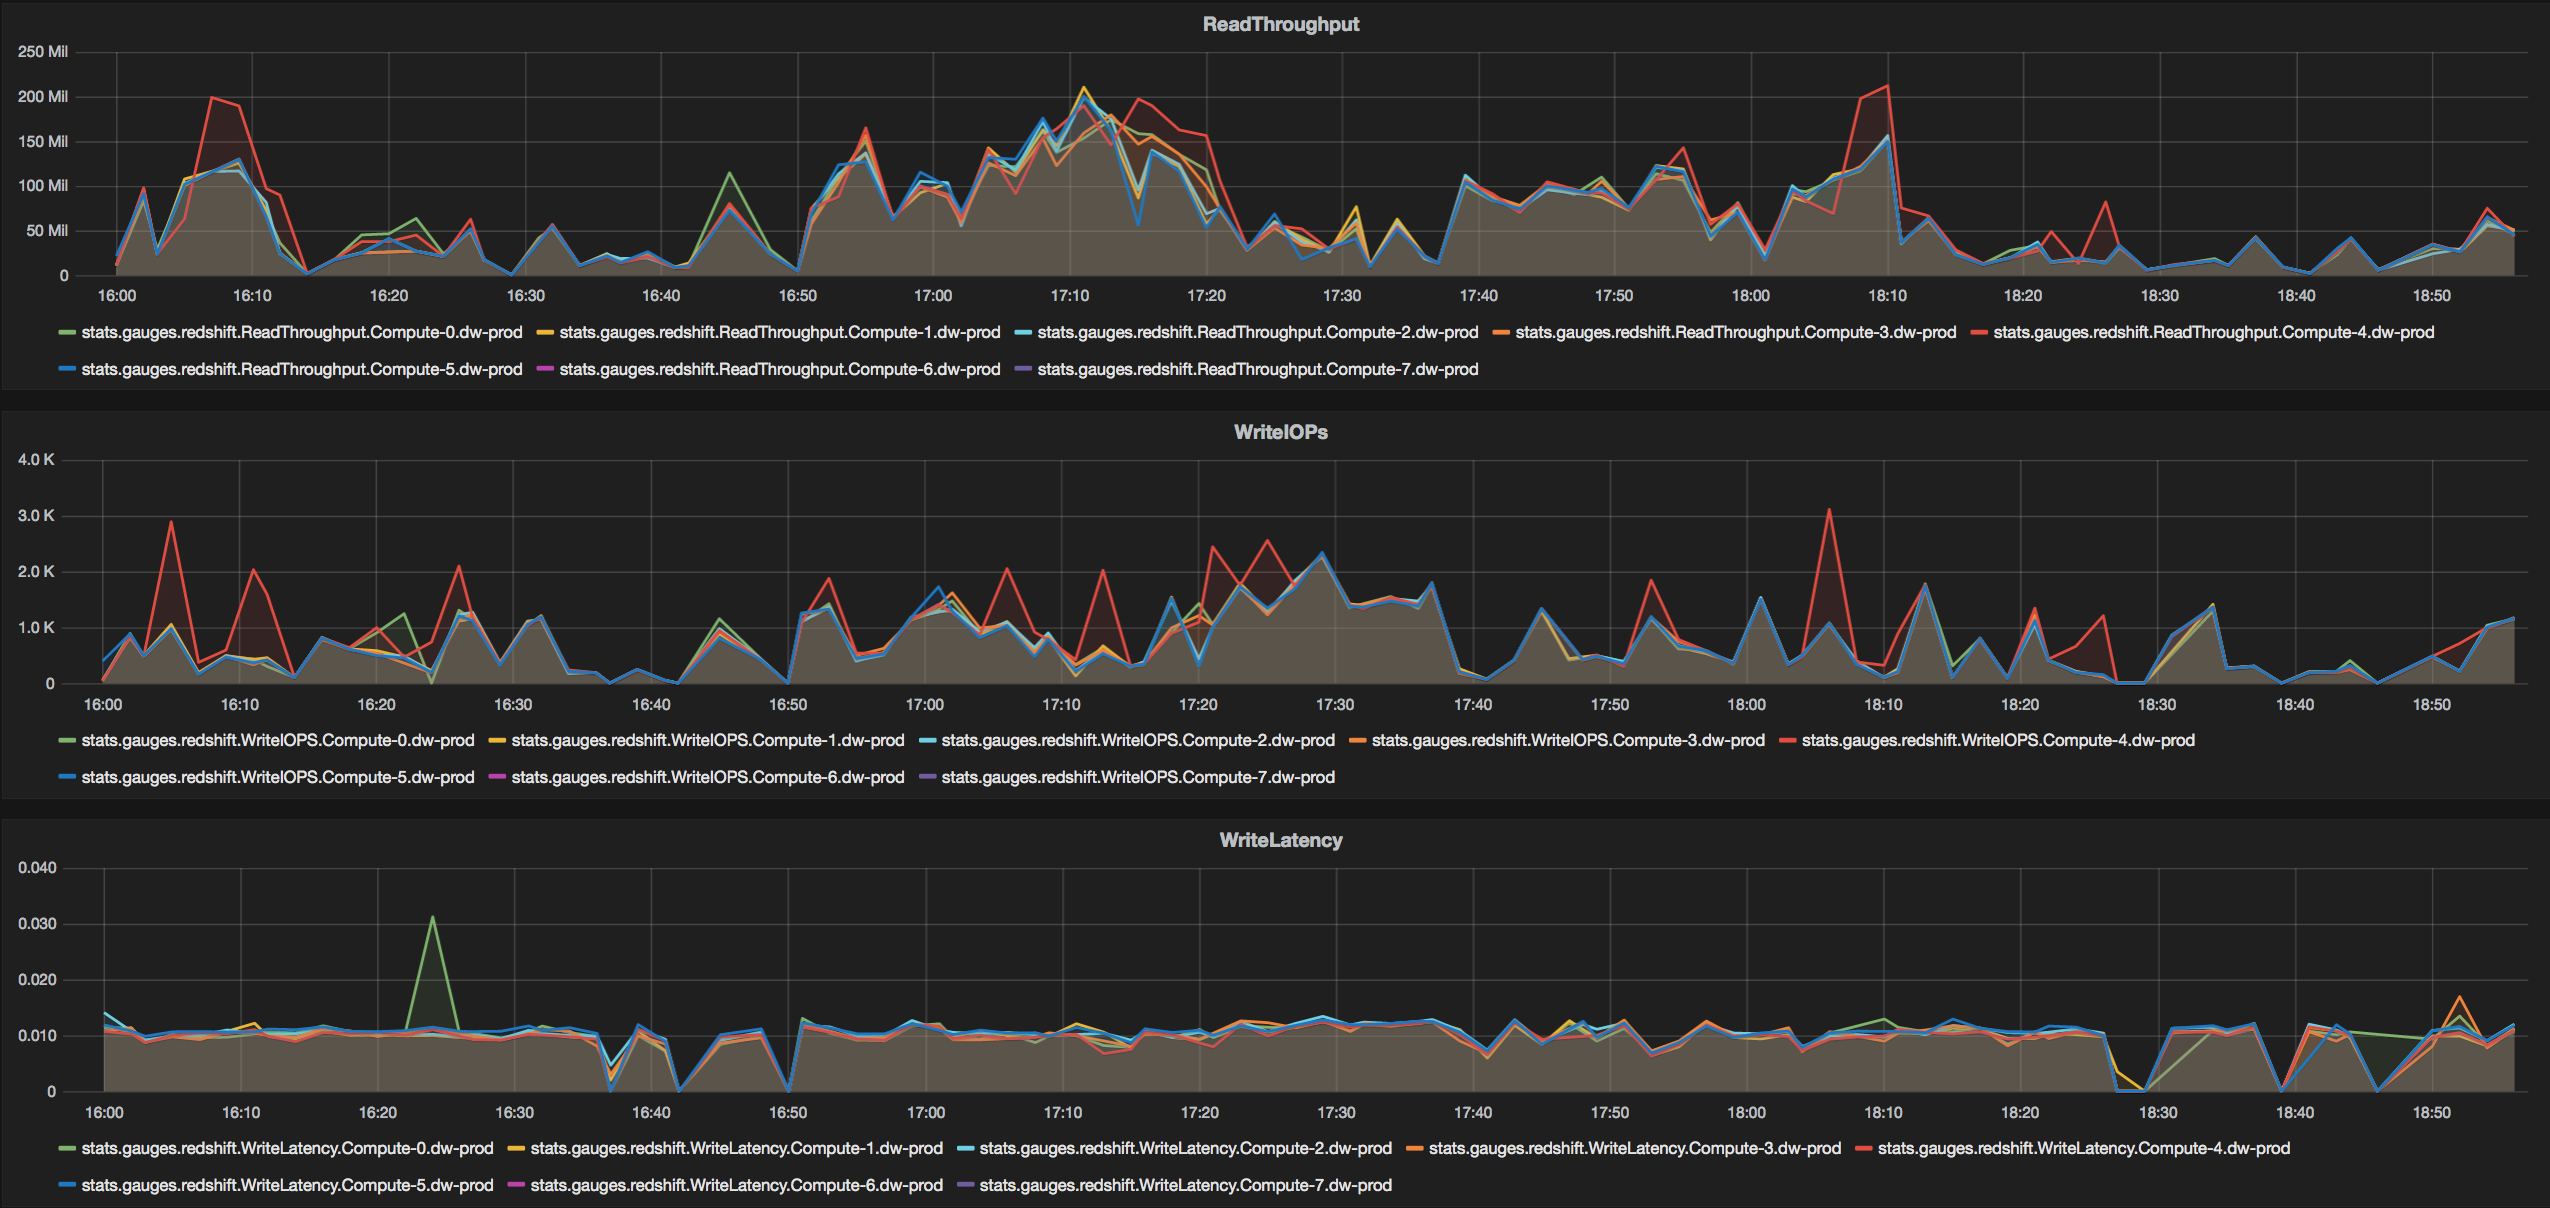 ReadThroughput
250 Mil
200 Mil
150 Mil
100 Mil
50 Mil
0
16:00 16:10 16:20 16:30 16:40 16:50 17:00 17:10 17:20 17:30 17:40 17:50 18:00 18:10 18:20 18:30 18:40 18:50
stats.gauges.redshift.ReadThroughput.Compute-0.dw-prod stats.gauges.redshift.ReadThroughput.Compute-1.dw-prod stats.gauges.redshift.ReadThroughput.Compute-2.dw-prod stats.gauges.redshift.ReadThroughput.Compute-3.dw-prod stats.gauges.redshift.ReadThroughput.Compute-4.dw-prod
stats.gauges.redshift.ReadThroughput.Compute-5.dw-prod stats.gauges.redshift.ReadThroughput.Compute-6.dw-prod stats.gauges.redshift.ReadThroughput.Compute-7.dw-prod
WriteIOPs
4.0 K
3.0 K
2.0 K
1.0 K
0
16:00 16:10 16:20 16:30 16:40 16:50 17:00 17:10 17:20 17:30 17:40 17:50 18:00 18:10 18:20 18:30 18:40 18:50
stats.gauges.redshift.WriteIOPS.Compute-0.dw-prod stats.gauges.redshift.WriteIOPS.Compute-1.dw-prod stats.gauges.redshift.WriteIOPS.Compute-2.dw-prod stats.gauges.redshift.WriteIOPS.Compute-3.dw-prod stats.gauges.redshift.WriteIOPS.Compute-4.dw-prod
stats.gauges.redshift.WriteIOPS.Compute-5.dw-prod stats.gauges.redshift.WriteIOPS.Compute-6.dw-prod stats.gauges.redshift.WriteIOPS.Compute-7.dw-prod
WriteLatency
0.040
0.030
0.020
0.010
0
16:00 16:10 16:20 16:30 16:40 16:50 17:00 17:10 17:20 17:30 17:40 17:50 18:00 18:10 18:20 18:30 18:40 18:50
stats.gauges.redshift.WriteLatency.Compute-0.dw-prod stats.gauges.redshift.WriteLatency.Compute-1.dw-prod stats.gauges.redshift.WriteLatency.Compute-2.dw-prod stats.gauges.redshift.WriteLatency.Compute-3.dw-prod stats.gauges.redshift.WriteLatency.Compute-4.dw-prod
stats.gauges.redshift.WriteLatency.Compute-5.dw-prod stats.gauges.redshift.WriteLatency.Compute-6.dw-prod stats.gauges.redshift.WriteLatency.Compute-7.dw-prod